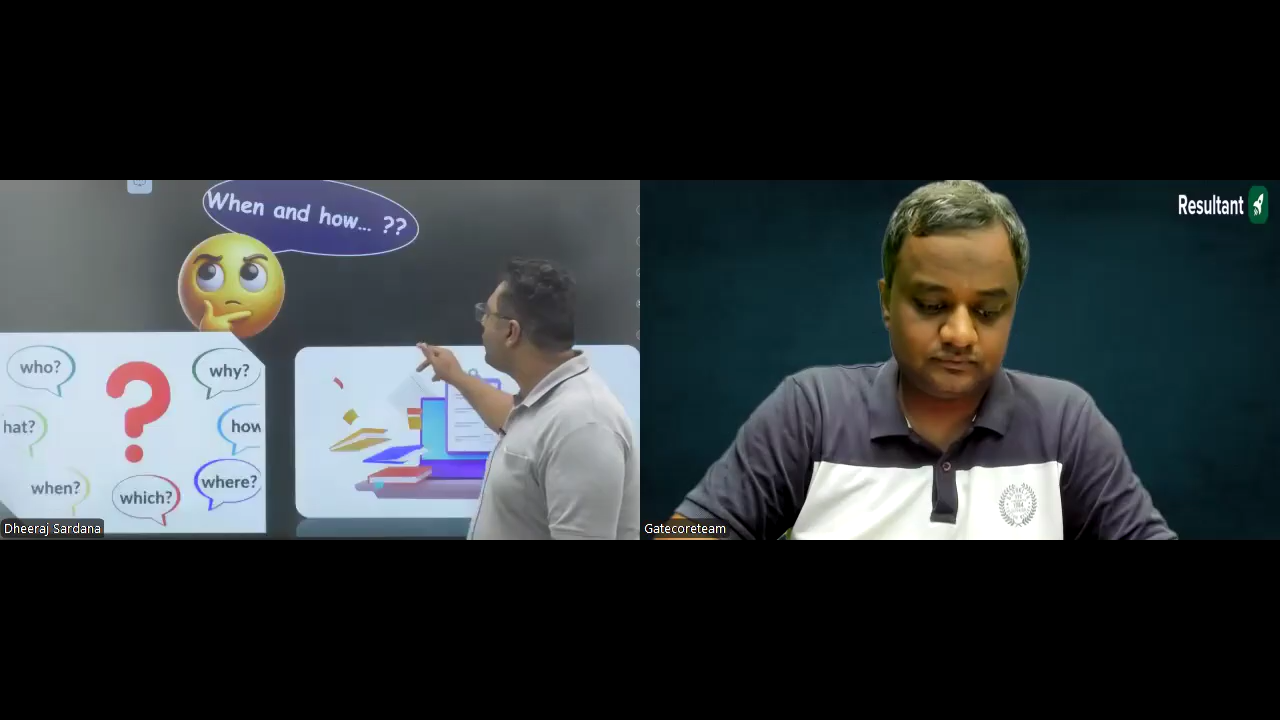 When and how... ??
who?
why?
hat?
how
when?
which?
where?
Dheeraj Sardana
Resultant
Gatecoreteam